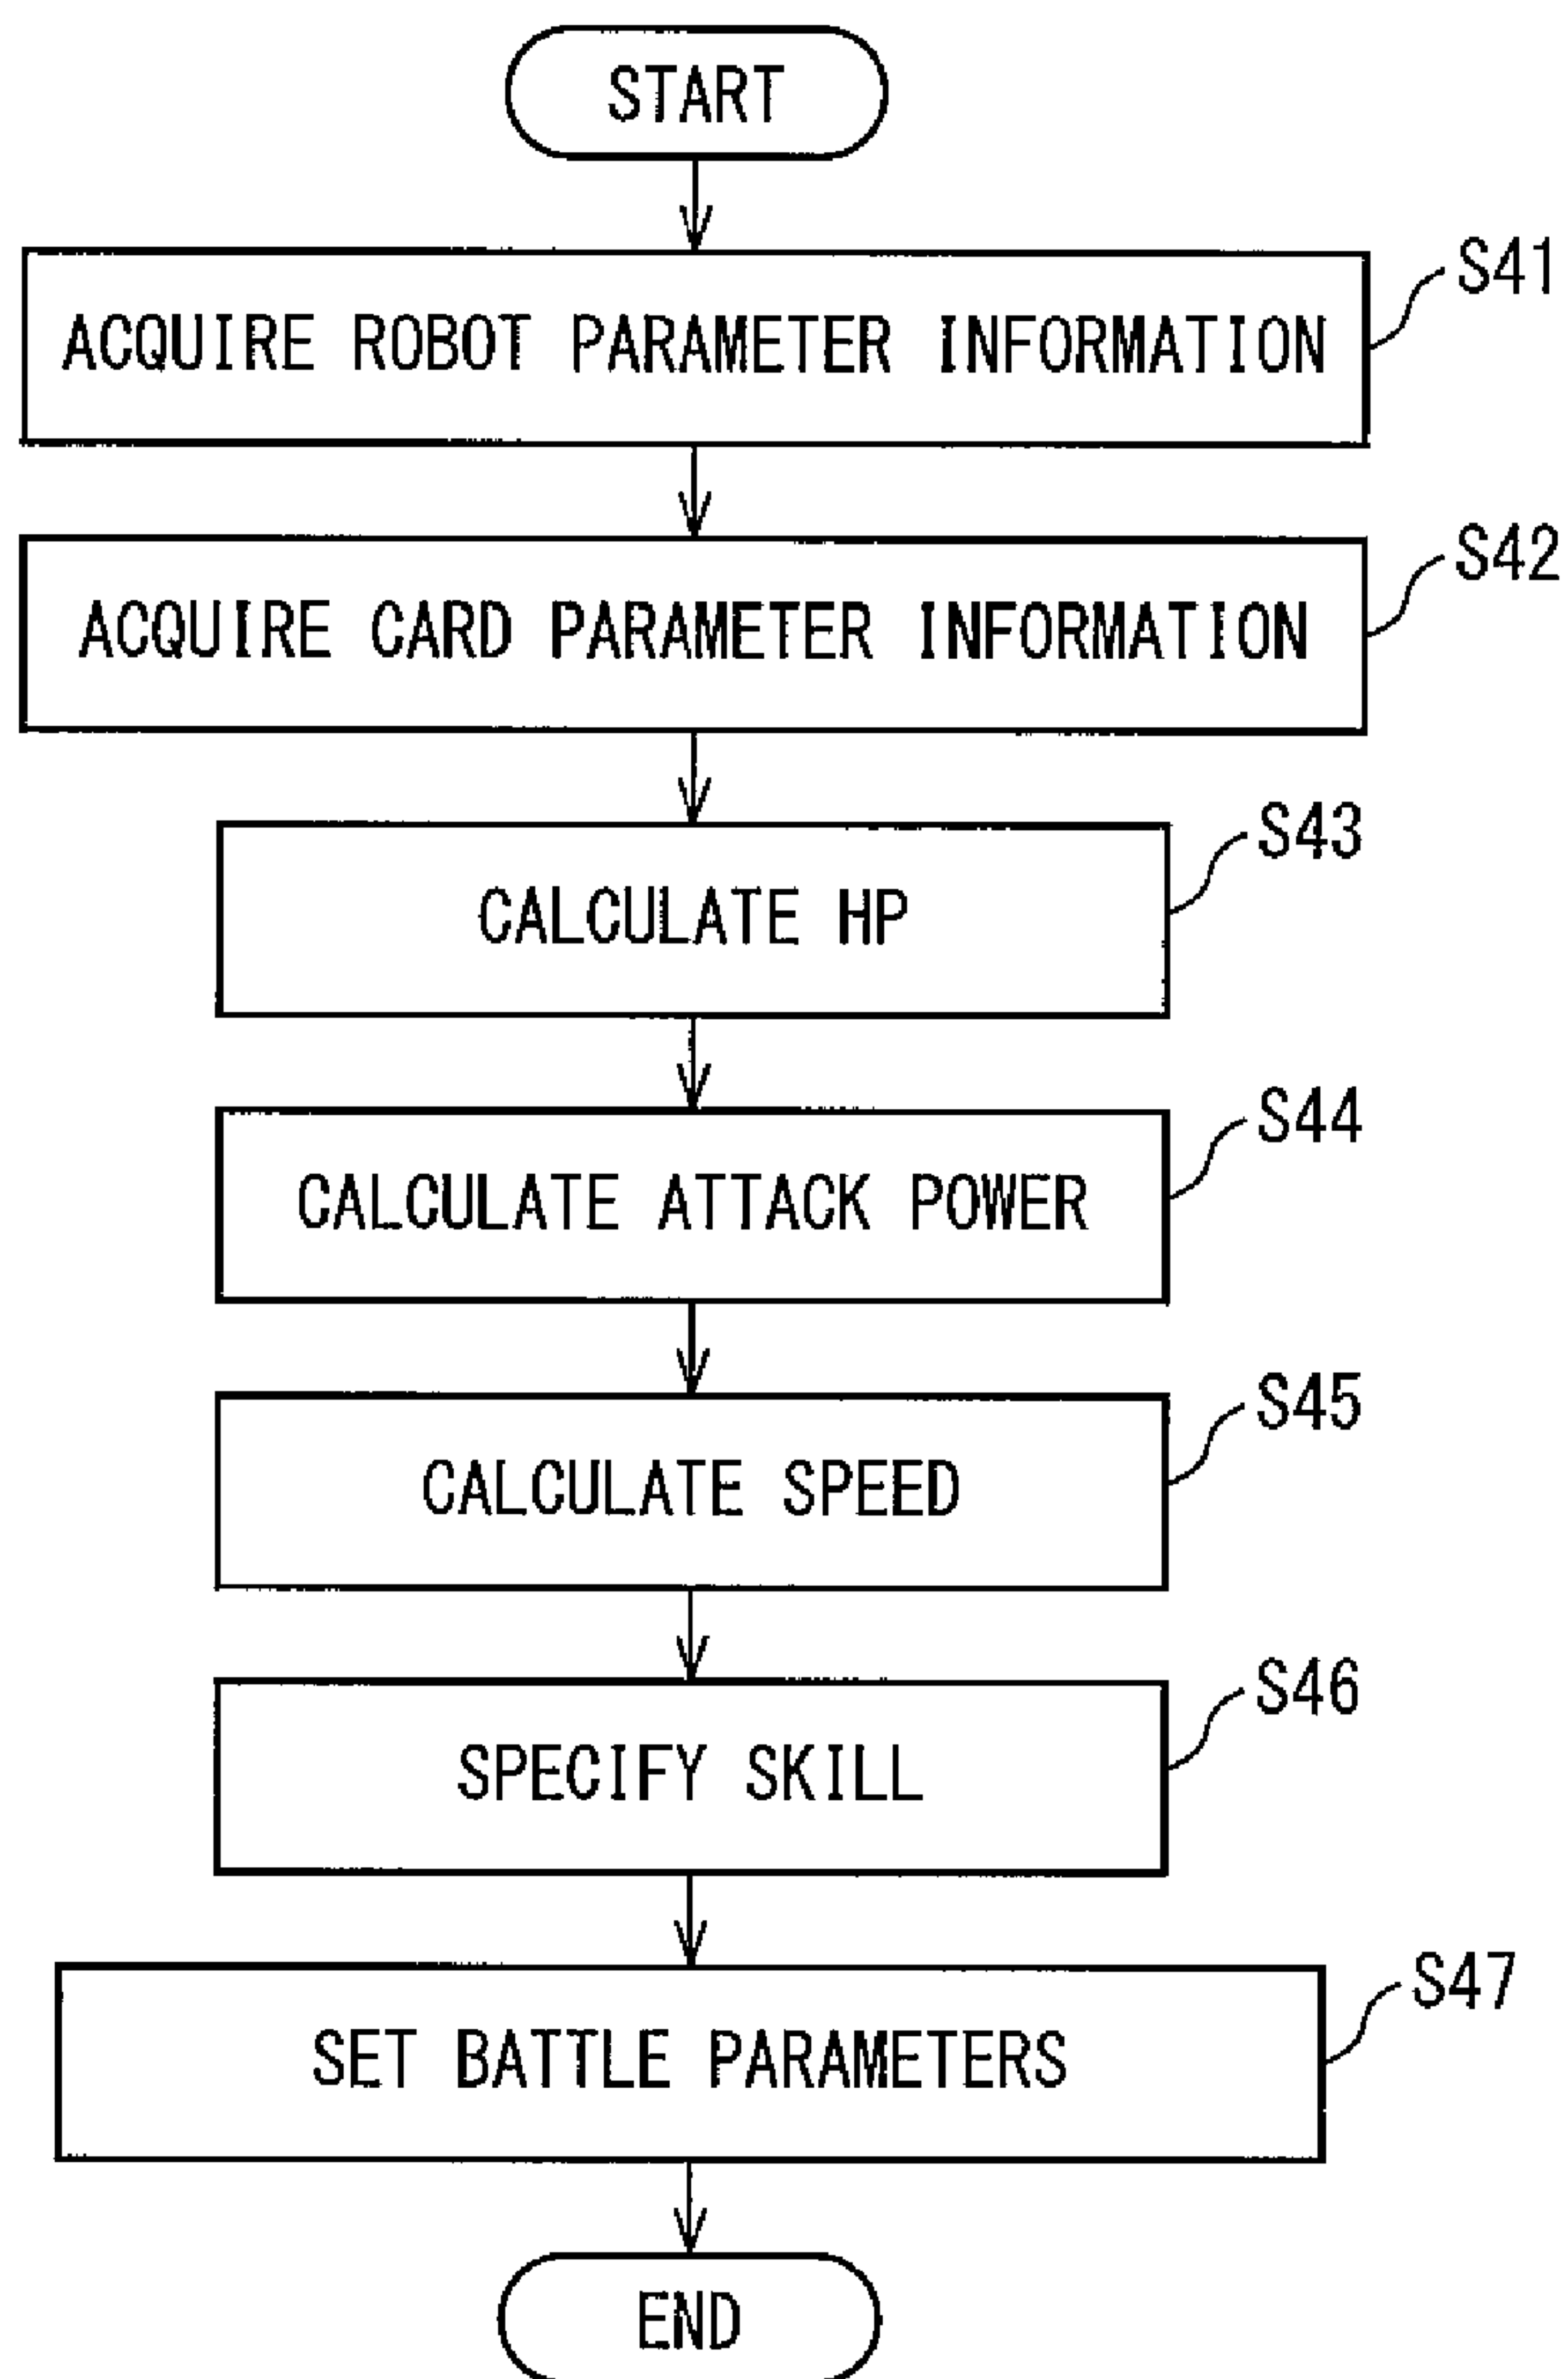 START
S41
ACQUIRE ROBOT PARAMETER INFORMATION
S42
ACQUIRE CARD PARAMETER INFORMATION
S43
CALCULATE HP
S44
CALCULATE ATTACK POWER
S45
CALCULATE SPEED
S46
SPECIFY SKILL
S47
SET BATTLE PARAMETERS
END